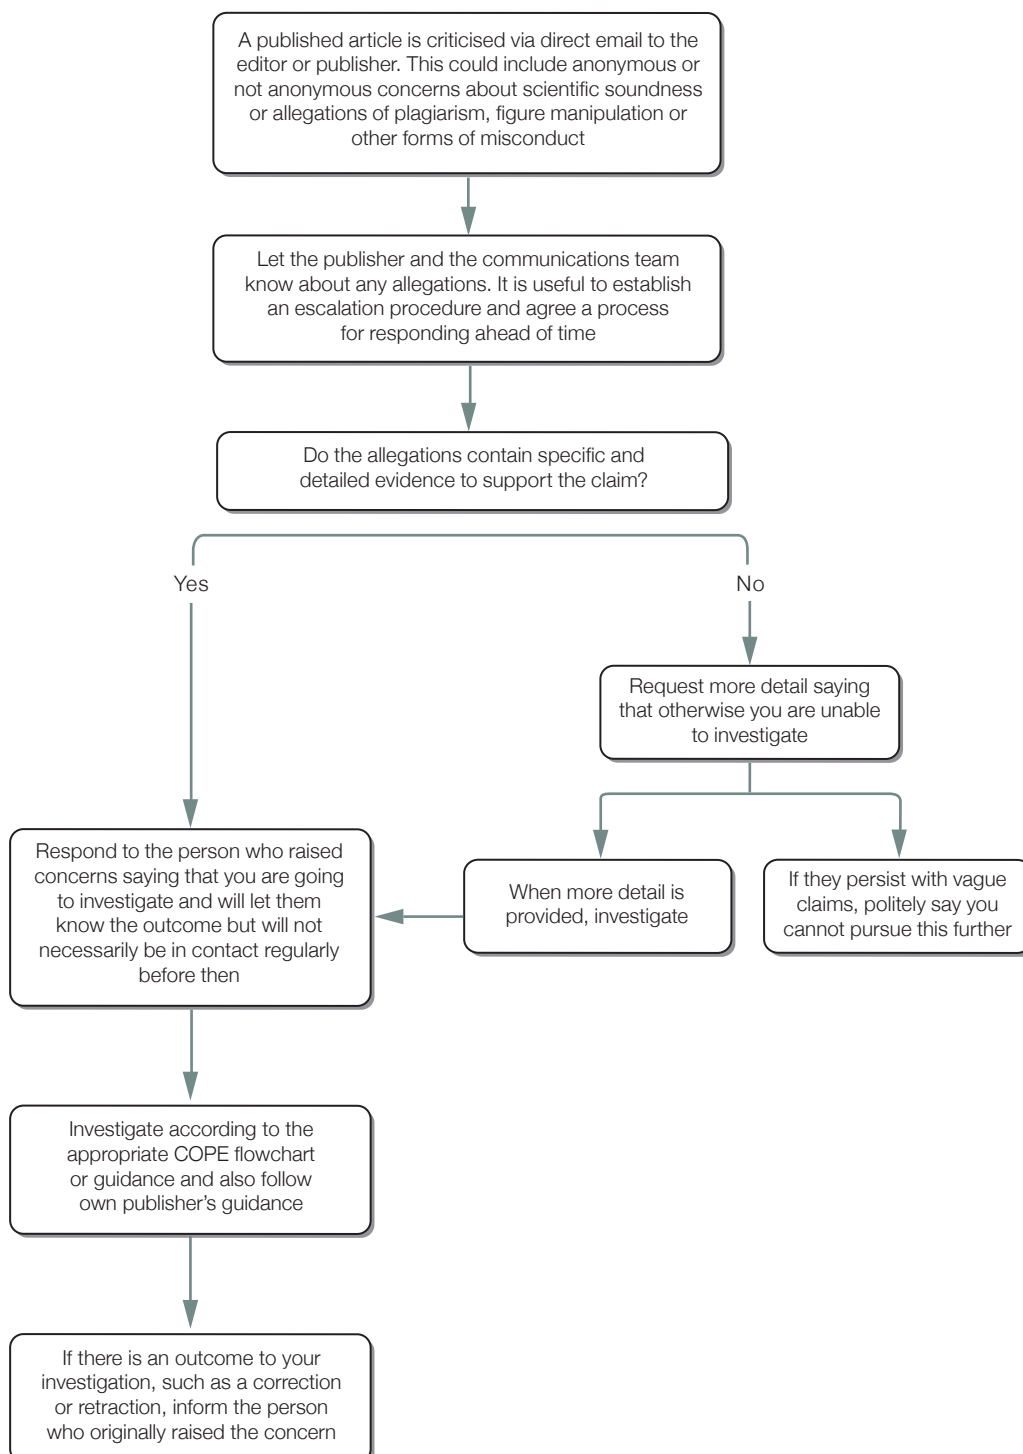 A published article is criticised via direct email to the
editor or publisher. This could include anonymous or
not anonymous concerns about scientific soundness
or allegations of plagiarism, figure manipulation or
other forms of misconduct
Let the publisher and the communications team
know about any allegations. It is useful to establish
an escalation procedure and agree a process
for responding ahead of time
Do the allegations contain specific and
detailed evidence to support the claim?
Yes
No
Request more detail saying
that otherwise you are unable
to investigate
Respond to the person who raised
concerns saying that you are going
to investigate and will let them
know the outcome but will not
necessarily be in contact regularly
before then
When more detail is
provided, investigate
If they persist with vague
claims, politely say you
cannot pursue this further
Investigate according to the
appropriate COPE flowchart
or guidance and also follow
own publisher’s guidance
If there is an outcome to your
investigation, such as a correction
or retraction, inform the person
who originally raised the concern